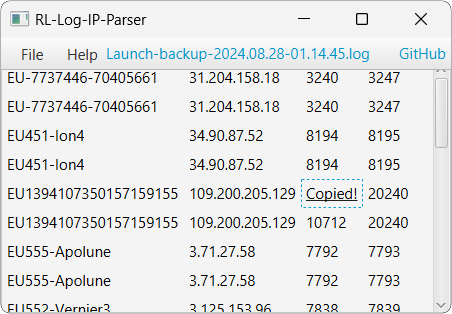 RL-Log-IP-Parser
File Help Launch-backup-2024.08.28-01.14.45.log GitHub
EU-7737446-70405661 31.204.158.18 3240 3247
EU-7737446-70405661 31.204.158.18 3240 3247
EU451-Ion4 34.90.87.52 8194 8195
EU451-Ion4 34.90.87.52 8194 8195
EU1394107350157159155 109.200.205.129 Copied! 20240
EU1394107350157159155 109.200.205.129 10712 20240
EU555-Apolune 3.71.27.58 7792 7793
EU555-Apolune 3.71.27.58 7792 7793
EU552-Vernier3 3.125.153.96 7838 7839